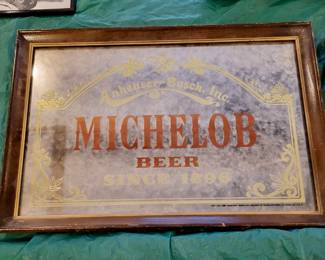 Anheuser Busch, Inc.
MICHELOB
BEER
SINCE 1896